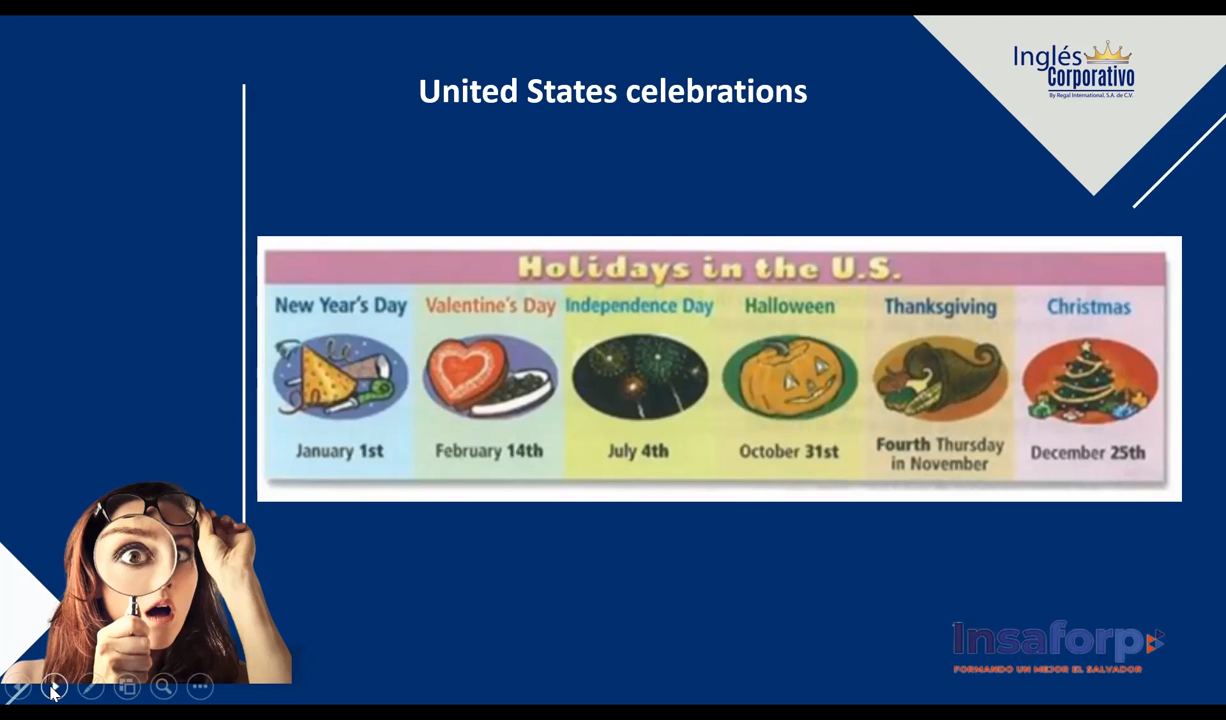 United States celebrations
Inglés
Corporativo
By Regal International, S.A. de C.V.
Holidays in the U.S.
New Year's Day
Valentine's Day
Independence Day
Halloween
Thanksgiving
Christmas
January 1st
February 14th
July 4th
October 31st
Fourth Thursday
in November
December 25th
Insaforp
FORMANDO UN MEJOR EL SALVADOR